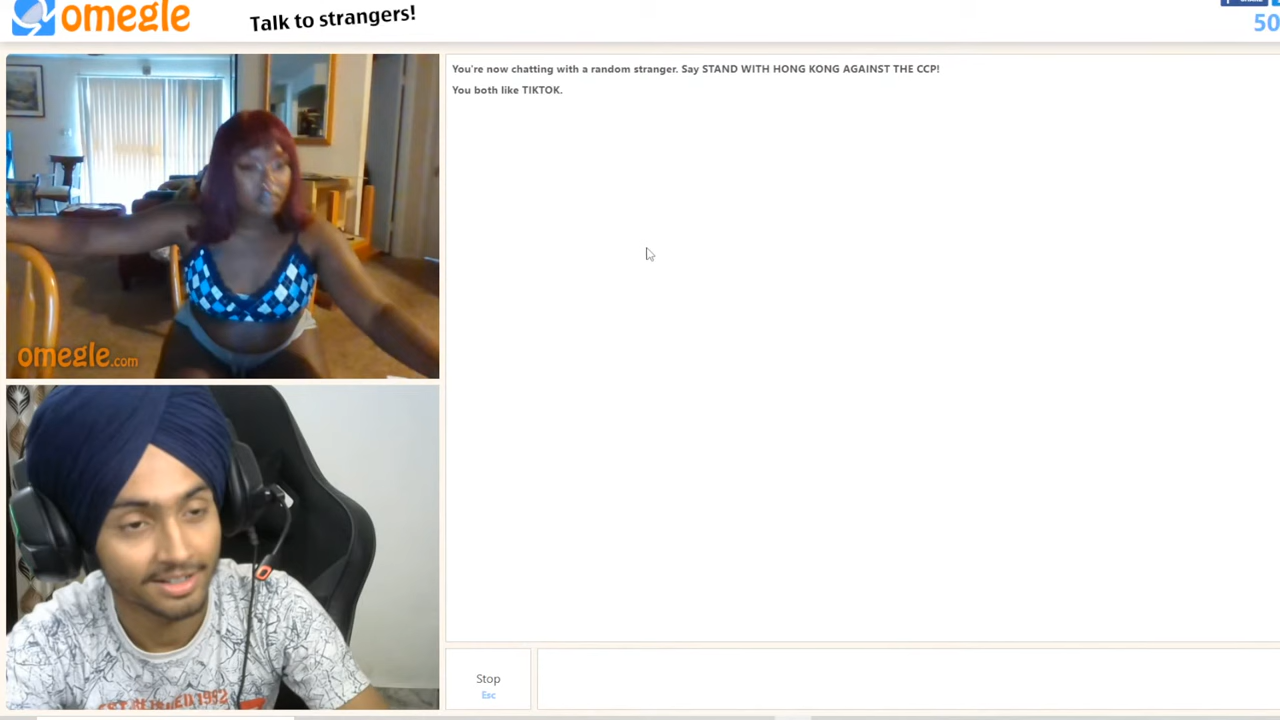 omegle
Talk to strangers!
50
You're now chatting with a random stranger. Say STAND WITH HONG KONG AGAINST THE CCP!
You both like TIKTOK.
omegle.com
Stop
Esc